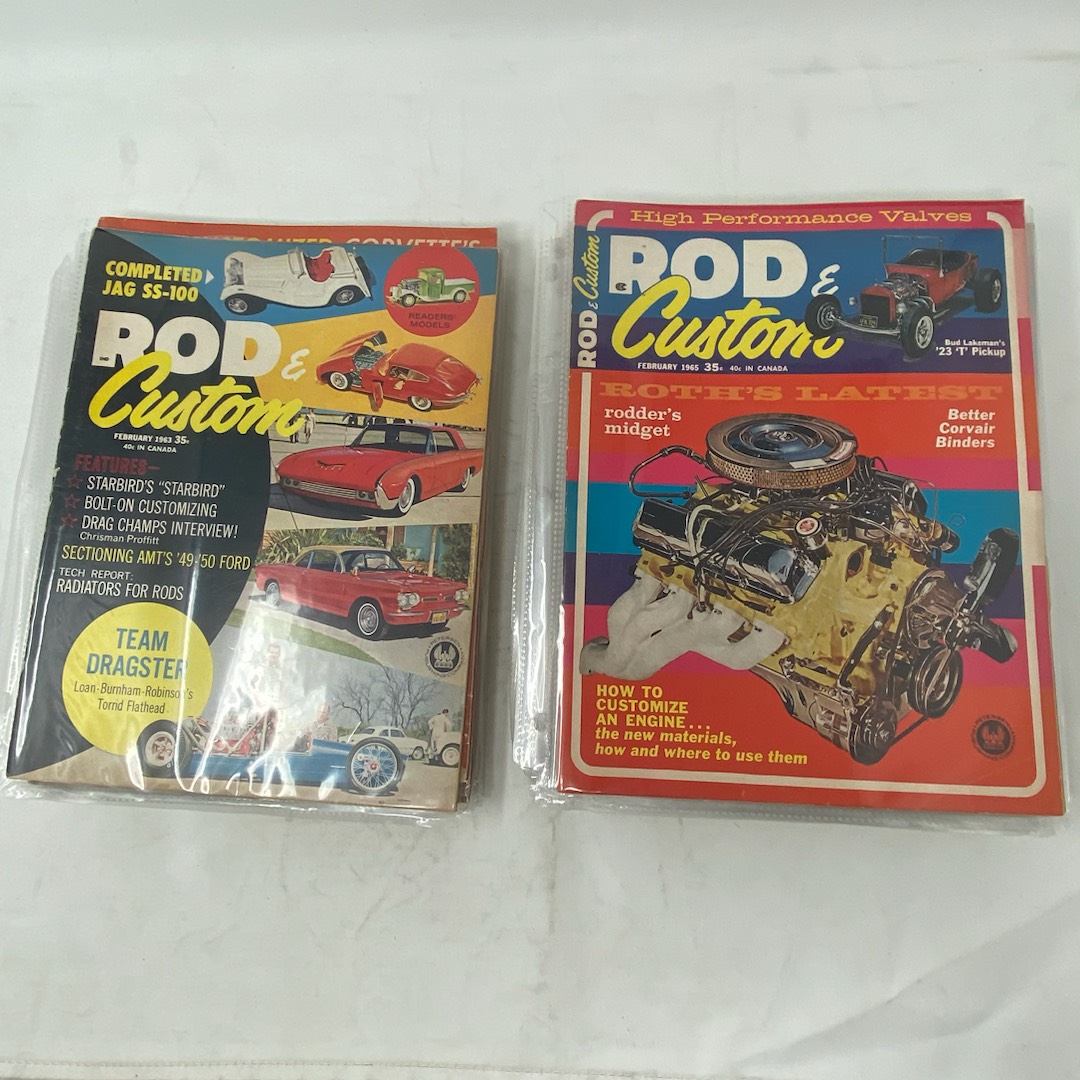 CUSTOMIZED CORVETTE'S
COMPLETED
JAG SS-100
READERS'
MODELS
ROD &
Custom
FEBRUARY 1963 35¢
40¢ IN CANADA
FEATURES—
STARBIRD'S "STARBIRD"
BOLT-ON CUSTOMIZING
DRAG CHAMPS INTERVIEW!
Chrisman Proffitt
SECTIONING AMT'S '49-'50 FORD
TECH REPORT:
RADIATORS FOR RODS
TEAM
DRAGSTER
Loan-Burnham-Robinson's
Tornd Flathead
High Performance Valves
ROD & Custom
ROD &
Custom
FEBRUARY 1965 35¢ 40¢ IN CANADA
Bud Lakeman's
'23 'T' Pickup
ROTH'S LATEST
rodder's
midget
Better
Corvair
Binders
HOW TO
CUSTOMIZE
AN ENGINE...
the new materials,
how and where to use them